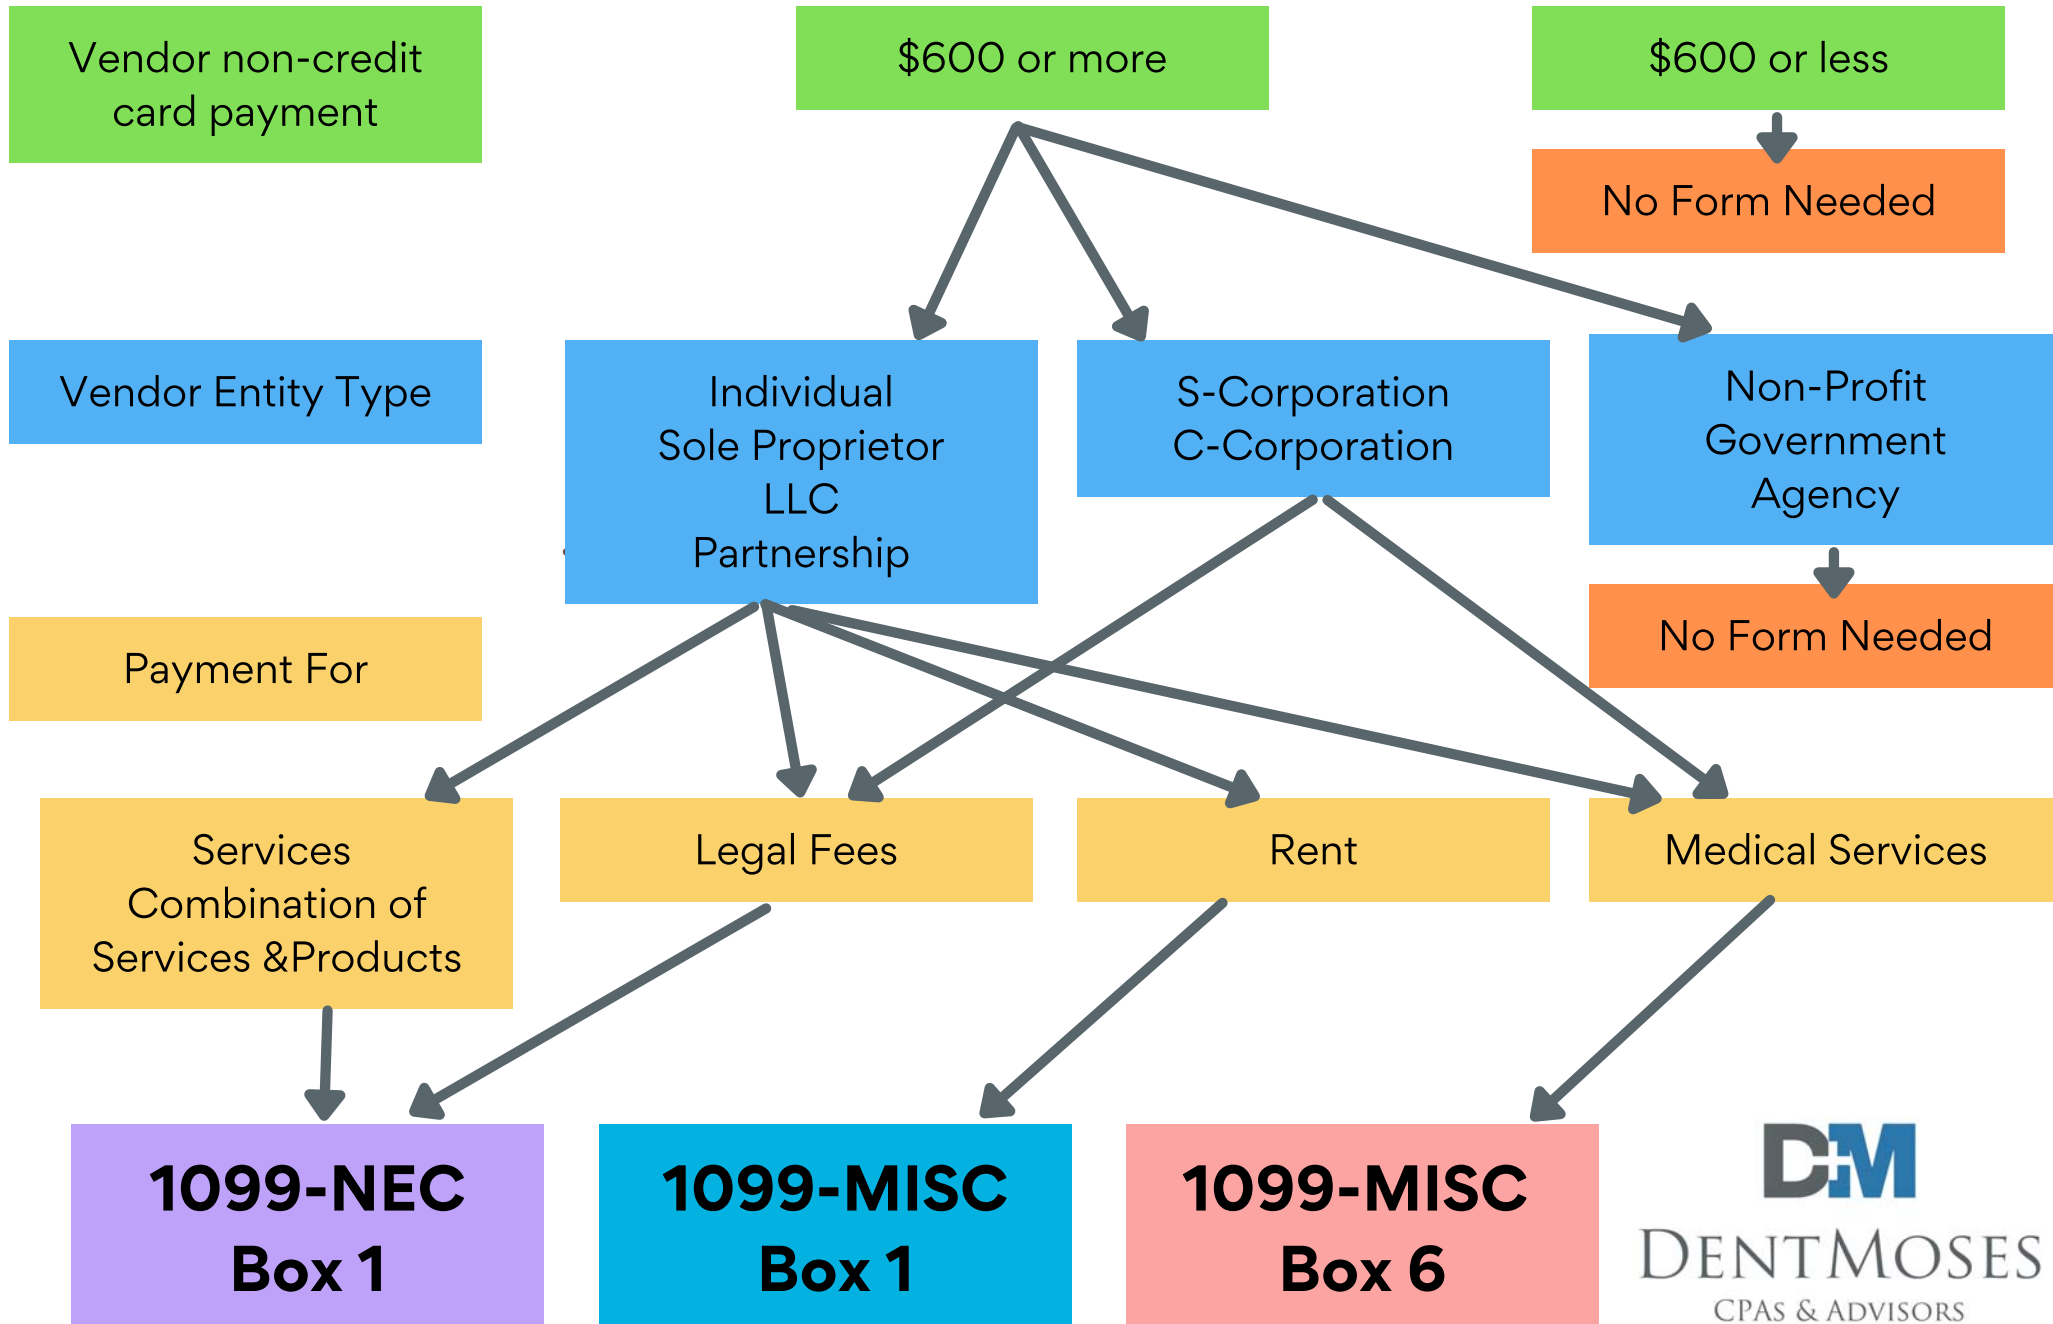 Vendor non-credit
card payment
$600 or more
$600 or less
No Form Needed
Vendor Entity Type
Individual
Sole Proprietor
LLC
Partnership
S-Corporation
C-Corporation
Non-Profit
Government
Agency
No Form Needed
Payment For
Services
Combination of
Services &Products
Legal Fees
Rent
Medical Services
1099-NEC
Box 1
1099-MISC
Box 1
1099-MISC
Box 6
D+M
DENTMOSES
CPAS & ADVISORS